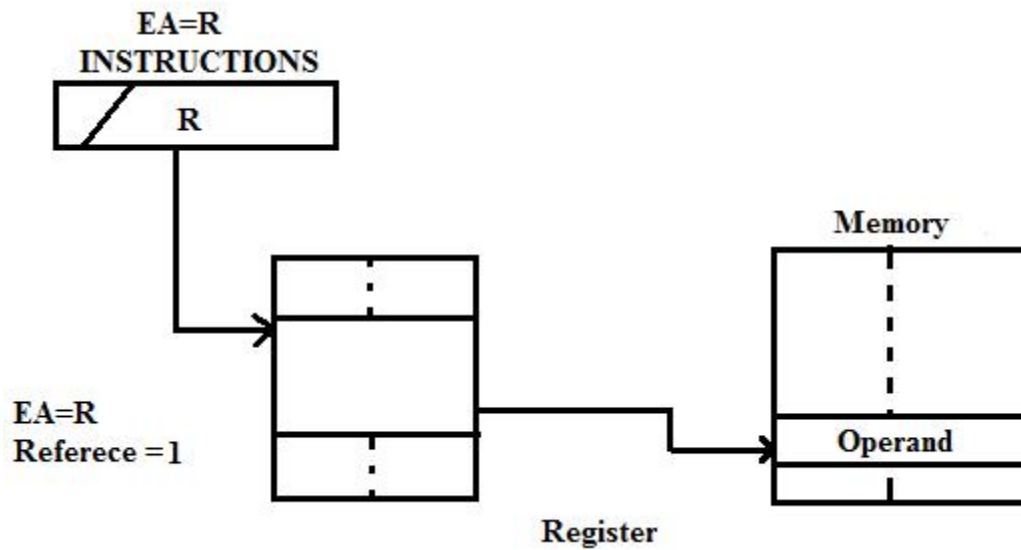 EA=R
INSTRUCTIONS
R
Memory
EA=R
Referece =1
Operand
Register